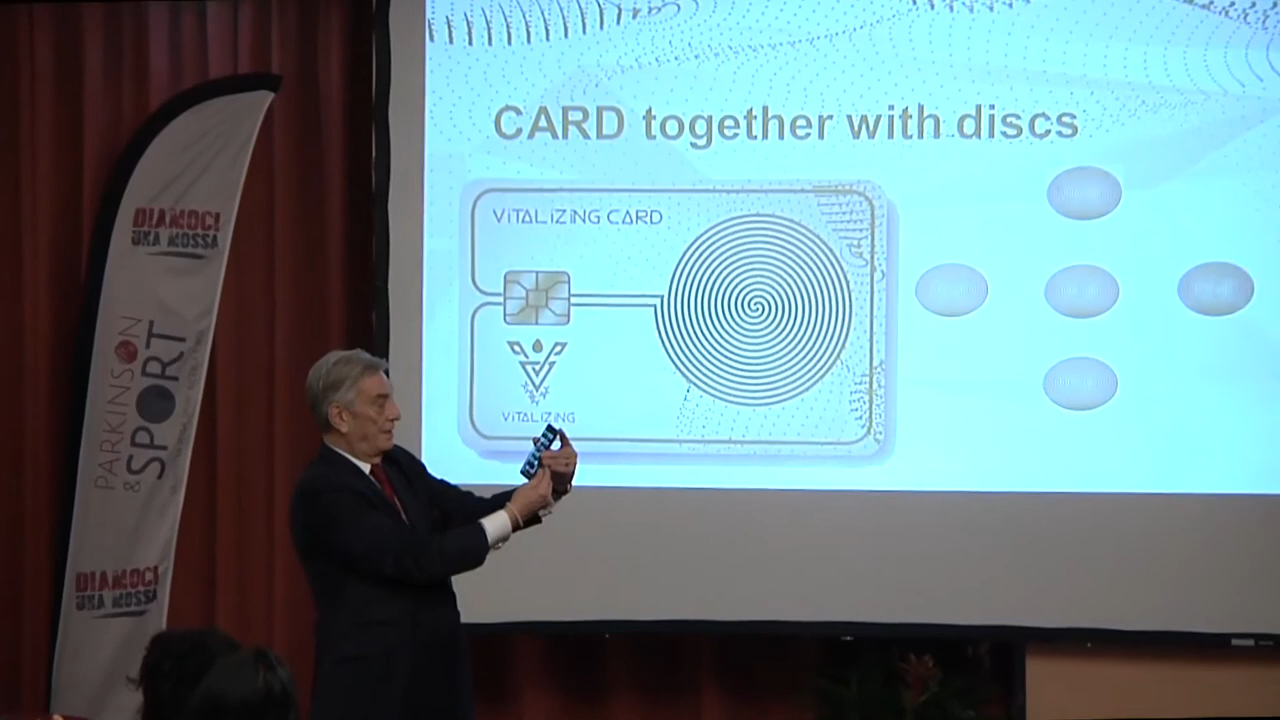 CARD together with discs
VITALIZING CARD
VITALIZING
DIAMOCI
UNA MOSSA
PARKINSON
& SPORT
DIAMOCI
UNA MOSSA